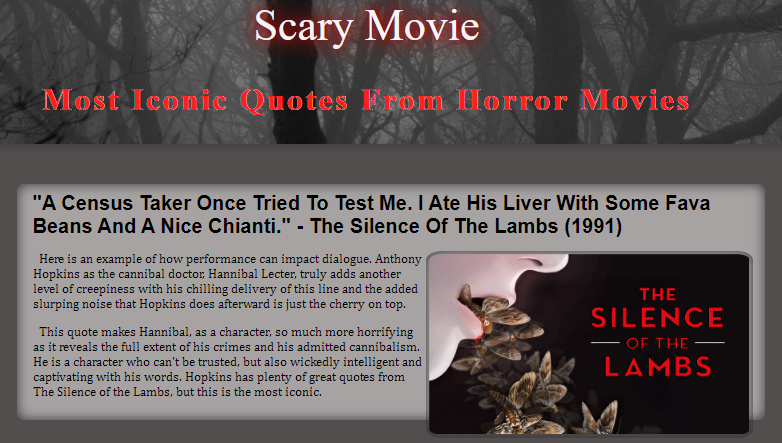 Scary Movie
Most Iconic Quotes From Horror Movies
"A Census Taker Once Tried To Test Me. I Ate His Liver With Some Fava
Beans And A Nice Chianti." - The Silence Of The Lambs (1991)
Here is an example of how performance can impact dialogue. Anthony
Hopkins as the cannibal doctor, Hannibal Lecter, truly adds another
level of creepiness with his chilling delivery of this line and the added
slurping noise that Hopkins does afterward is just the cherry on top.
This quote makes Hannibal, as a character, so much more horrifying
as it reveals the full extent of his crimes and his admitted cannibalism.
He is a character who can't be trusted, but also wickedly intelligent and
captivating with his words. Hopkins has plenty of great quotes from
The Silence of the Lambs, but this is the most iconic.
THE
SILENCE
OF THE
LAMBS